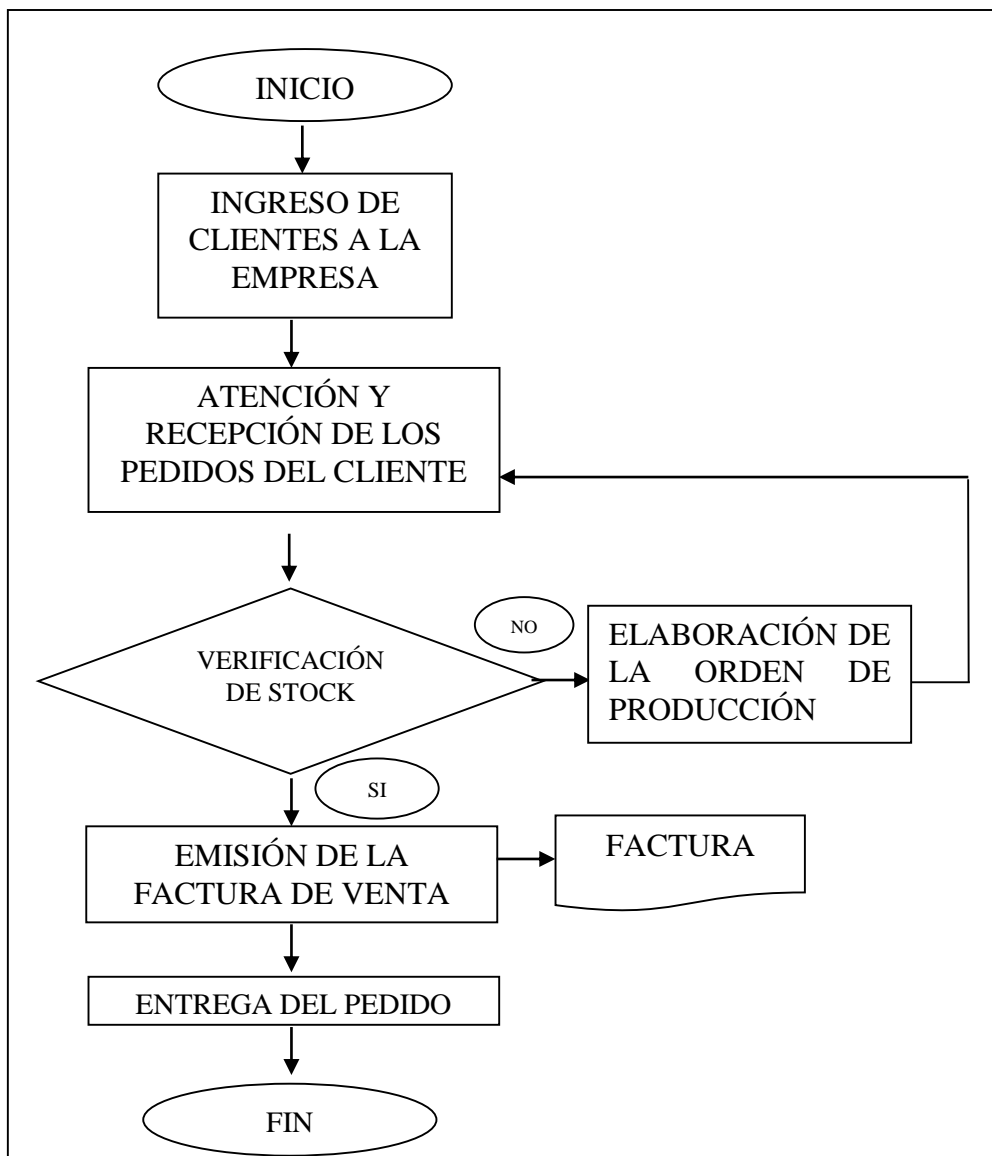 INICIO
INGRESO DE
CLIENTES A LA
EMPRESA
ATENCIÓN Y
RECEPCIÓN DE LOS
PEDIDOS DEL CLIENTE
VERIFICACIÓN
DE STOCK
NO
ELABORACIÓN DE
LA ORDEN DE
PRODUCCIÓN
SI
EMISIÓN DE LA
FACTURA DE VENTA
FACTURA
ENTREGA DEL PEDIDO
FIN